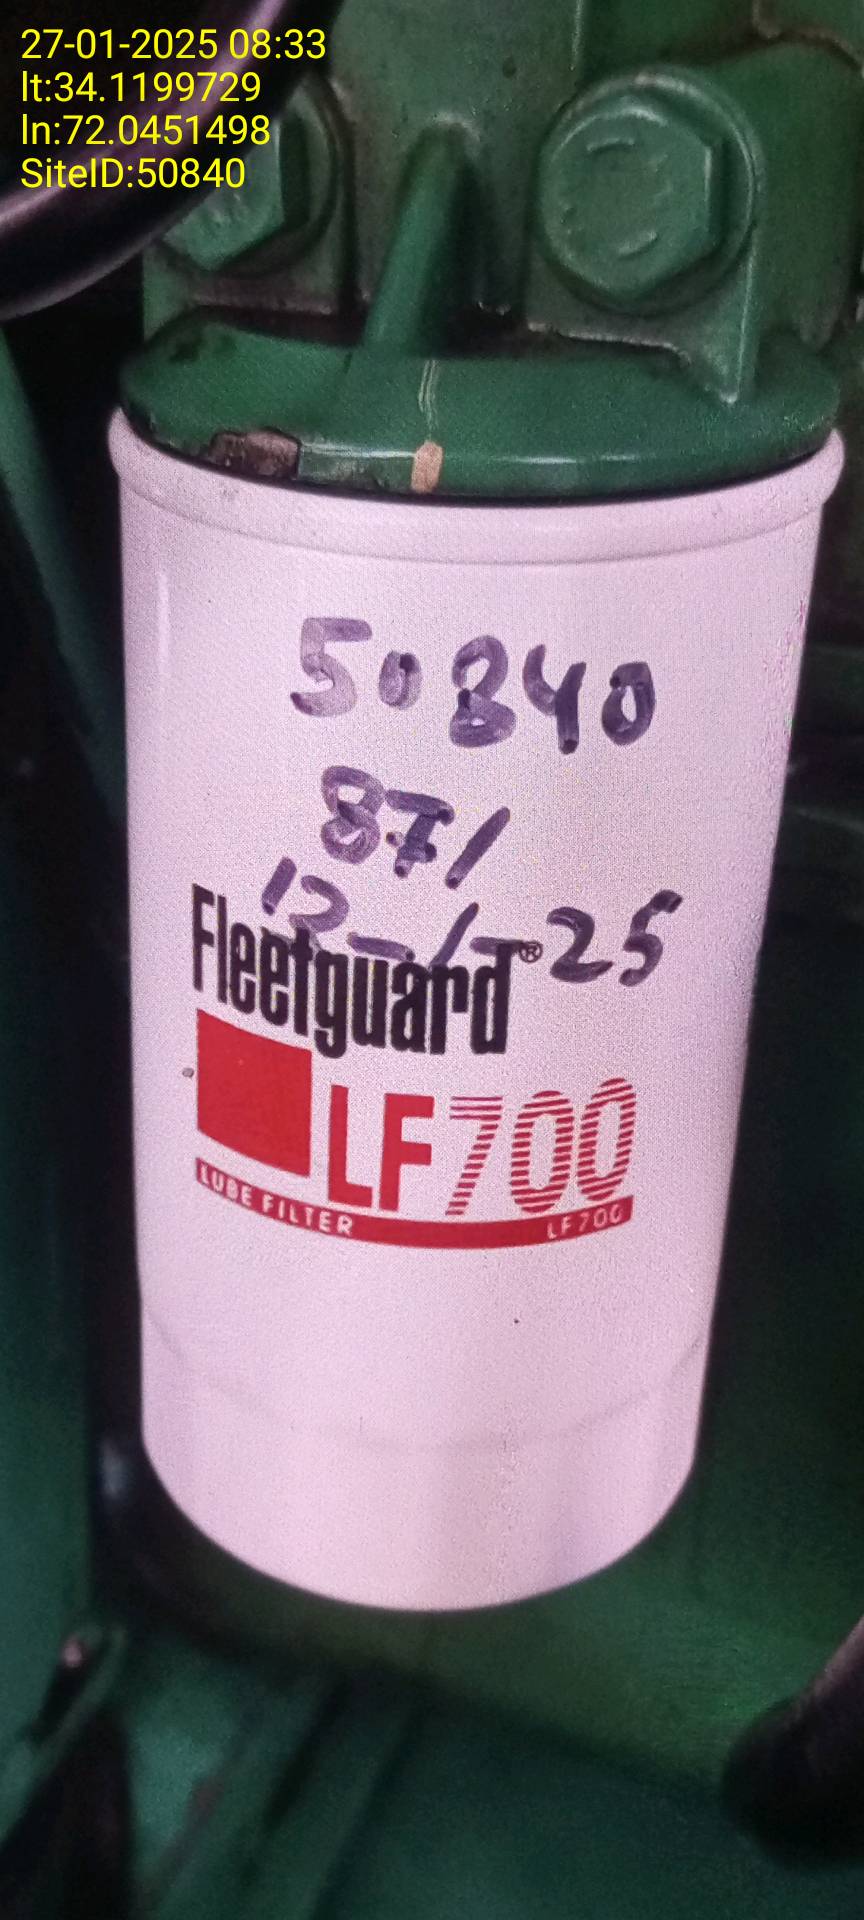 27-01-2025 08:33
lt:34.1199729
ln:72.0451498
SiteID:50840
50840
87/
12-/-25
Fleetguard®
LF700
LUBE FILTER LF700